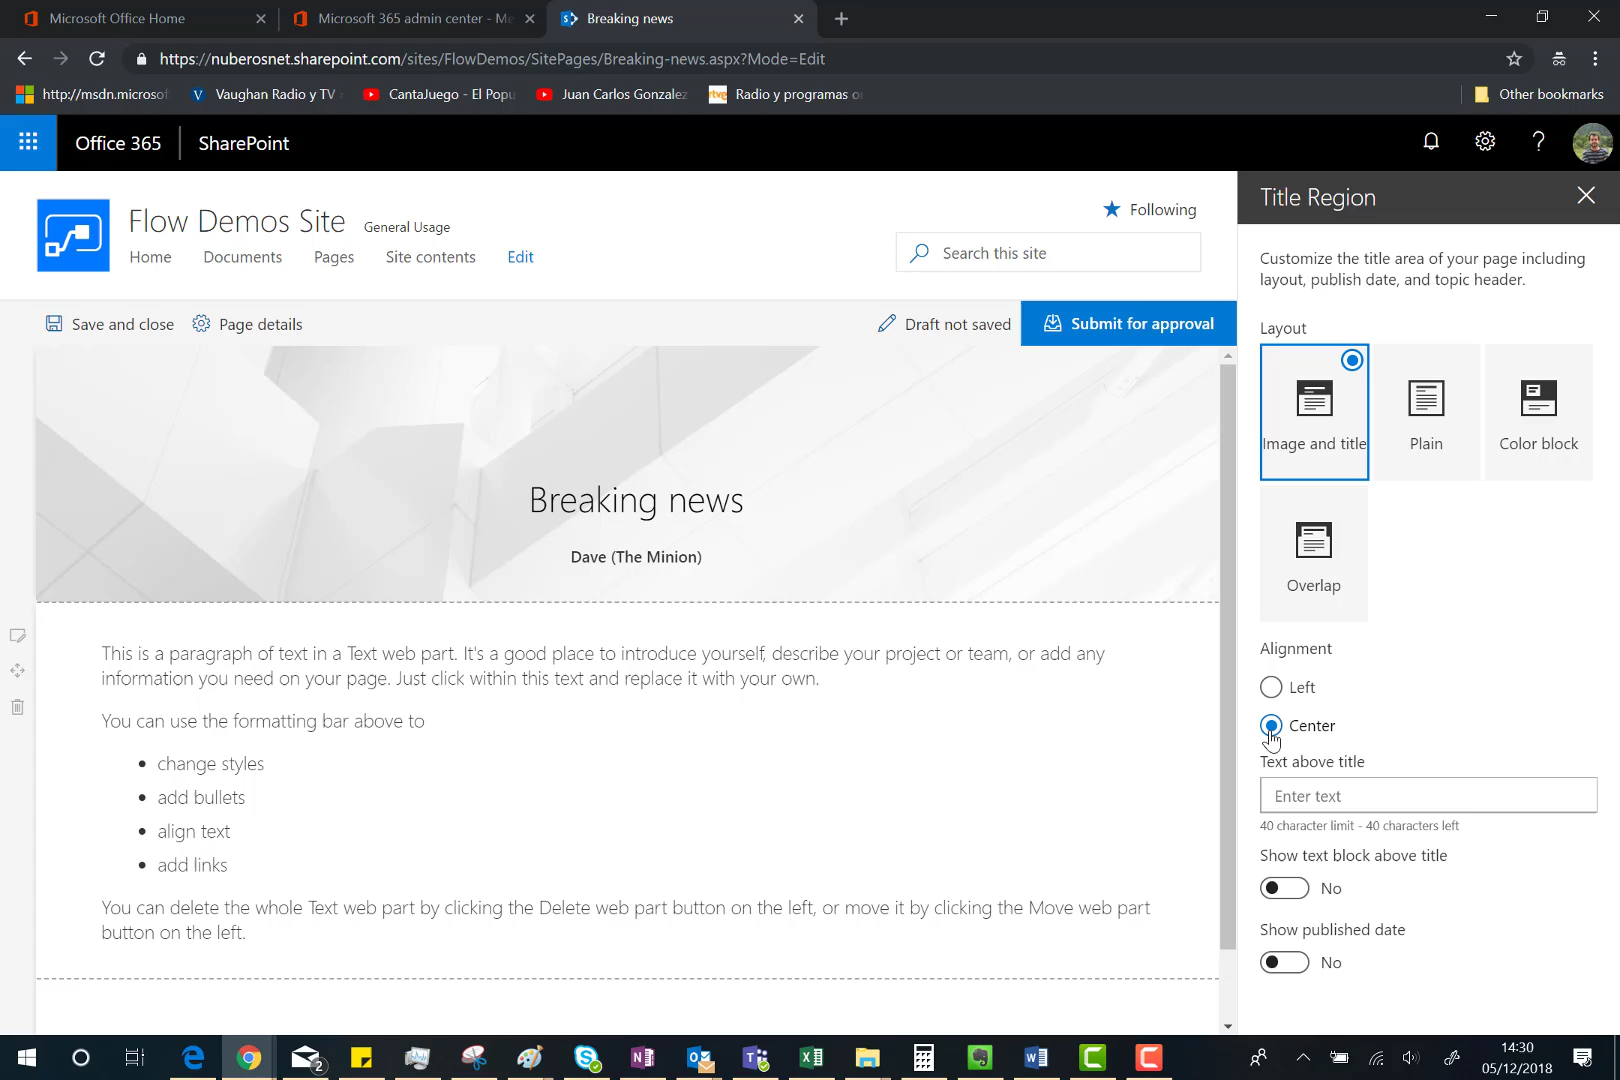 Microsoft Office Home
Microsoft 365 admin center - Me
Breaking news
https://nuberosnet.sharepoint.com/sites/FlowDemos/SitePages/Breaking-news.aspx?Mode=Edit
http://msdn.microsof
Vaughan Radio y TV
CantaJuego - El Popu
Juan Carlos Gonzalez
Radio y programas o
Other bookmarks
Office 365
SharePoint
Flow Demos Site
General Usage
Following
Home
Documents
Pages
Site contents
Edit
Search this site
Save and close
Page details
Draft not saved
Submit for approval
Breaking news
Dave (The Minion)
This is a paragraph of text in a Text web part. It's a good place to introduce yourself, describe your project or team, or add any
information you need on your page. Just click within this text and replace it with your own.
You can use the formatting bar above to
• change styles
• add bullets
• align text
• add links
You can delete the whole Text web part by clicking the Delete web part button on the left, or move it by clicking the Move web part
button on the left.
Title Region
Customize the title area of your page including
layout, publish date, and topic header.
Layout
Image and title
Plain
Color block
Overlap
Alignment
Left
Center
Text above title
Enter text
40 character limit - 40 characters left
Show text block above title
No
Show published date
No
2
14:30
05/12/2018